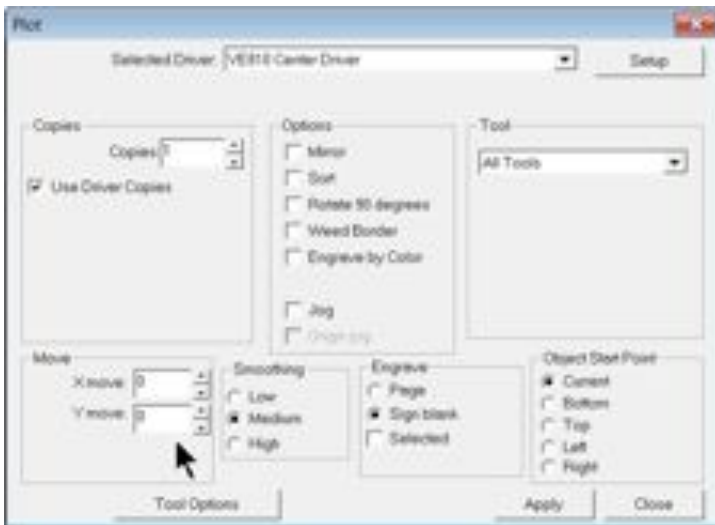 Plot
Selected Driver: VE810 Center Driver
Setup
Copies
Copies: 1
Use Driver Copies
Options
Mirror
Sort
Rotate 90 degrees
Weed Border
Engrave by Color
Jog
Origin Jog
Tool
All Tools
Move
X move: 0
Y move: 0
Smoothing
Low
Medium
High
Engrave
Page
Sign blank
Selected
Object Start Point
Current
Bottom
Top
Left
Right
Tool Options
Apply
Close